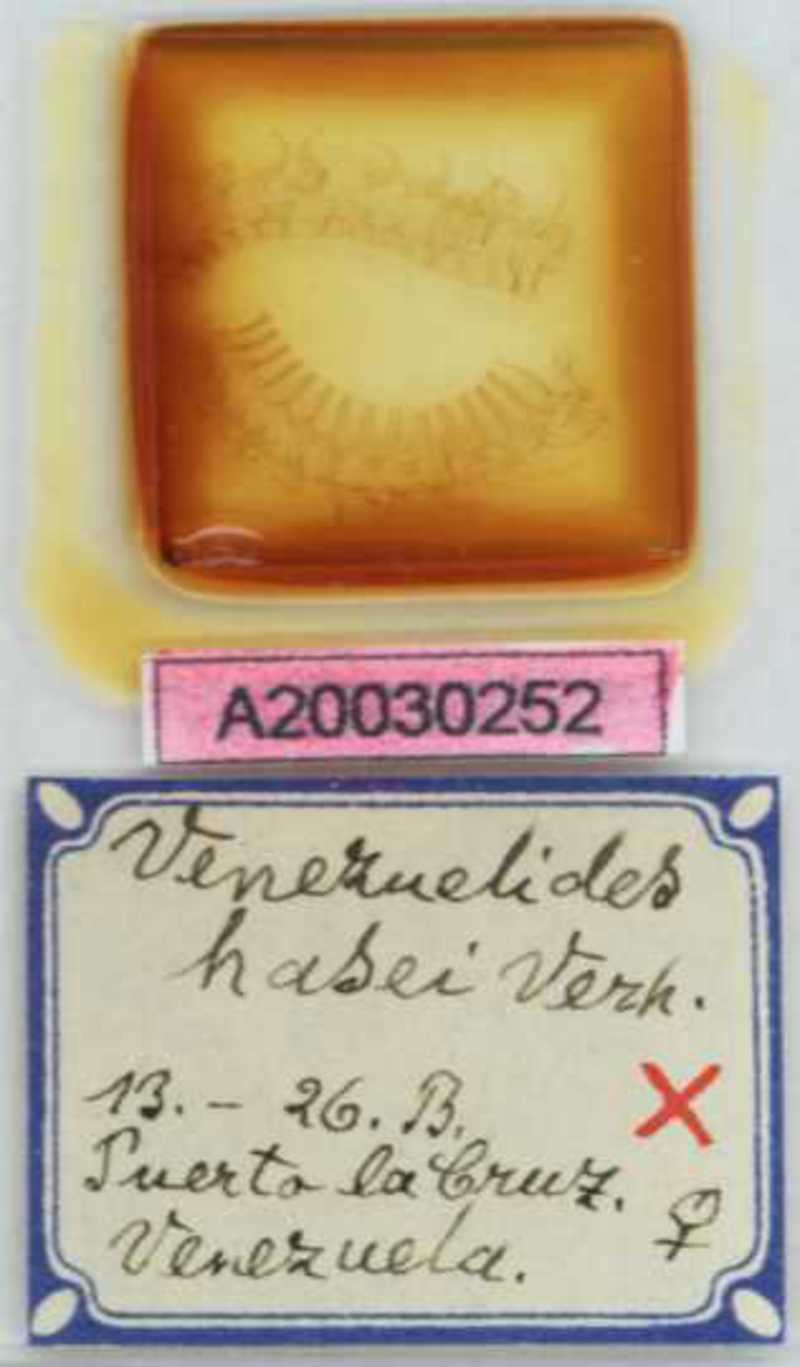 A20030252
Venezuelides
hasei Verh.
13. - 26. B.
Puerto la Cruz.
Venezuela. ♀